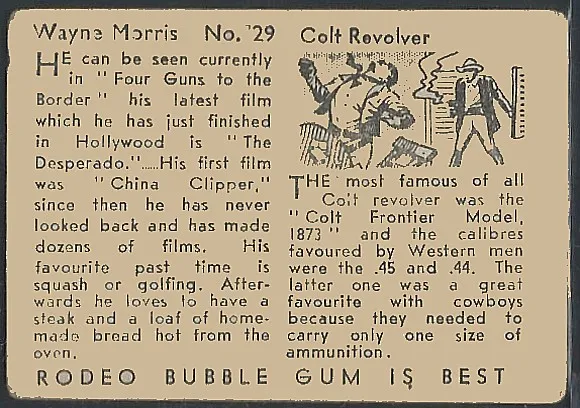 Wayne Morris No. 29
HE can be seen currently
in "Four Guns to the
Border" his latest film
which he has just finished
in Hollywood is "The
Desperado.".....His first film
was "China Clipper,"
since then he has never
looked back and has made
dozens of films. His
favourite past time is
squash or golfing. After-
wards he loves to have a
steak and a loaf of home-
made bread hot from the
oven.
Colt Revolver
THE most famous of all
Colt revolver was the
"Colt Frontier Model,
1873" and the calibres
favoured by Western men
were the .45 and .44. The
latter one was a great
favourite with cowboys
because they needed to
carry only one size of
ammunition.
RODEO BUBBLE GUM IS BEST